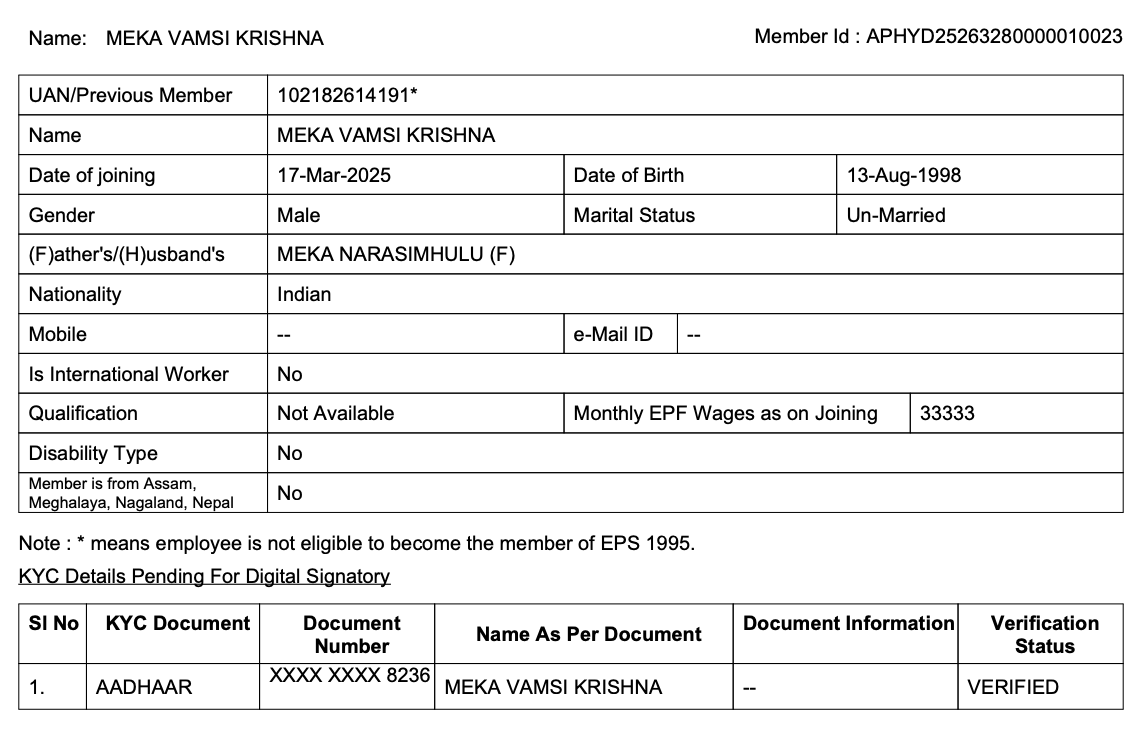 Name: MEKA VAMSI KRISHNA
Member Id : APHYD25263280000010023
UAN/Previous Member 102182614191*
Name MEKA VAMSI KRISHNA
Date of joining 17-Mar-2025 Date of Birth 13-Aug-1998
Gender Male Marital Status Un-Married
(F)ather's/(H)usband's MEKA NARASIMHULU (F)
Nationality Indian
Mobile -- e-Mail ID --
Is International Worker No
Qualification Not Available Monthly EPF Wages as on Joining 33333
Disability Type No
Member is from Assam,
Meghalaya, Nagaland, Nepal No
Note : * means employee is not eligible to become the member of EPS 1995.
KYC Details Pending For Digital Signatory
SI No KYC Document Document Number Name As Per Document Document Information Verification Status
1. AADHAAR XXXX XXXX 8236 MEKA VAMSI KRISHNA -- VERIFIED